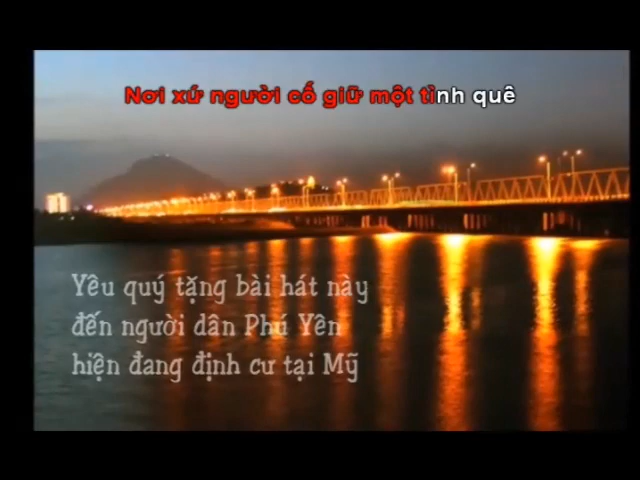 Nơi xứ người cố giữ một tình quê
Yêu quý tặng bài hát này
đến người dân Phú Yên
hiện đang định cư tại Mỹ